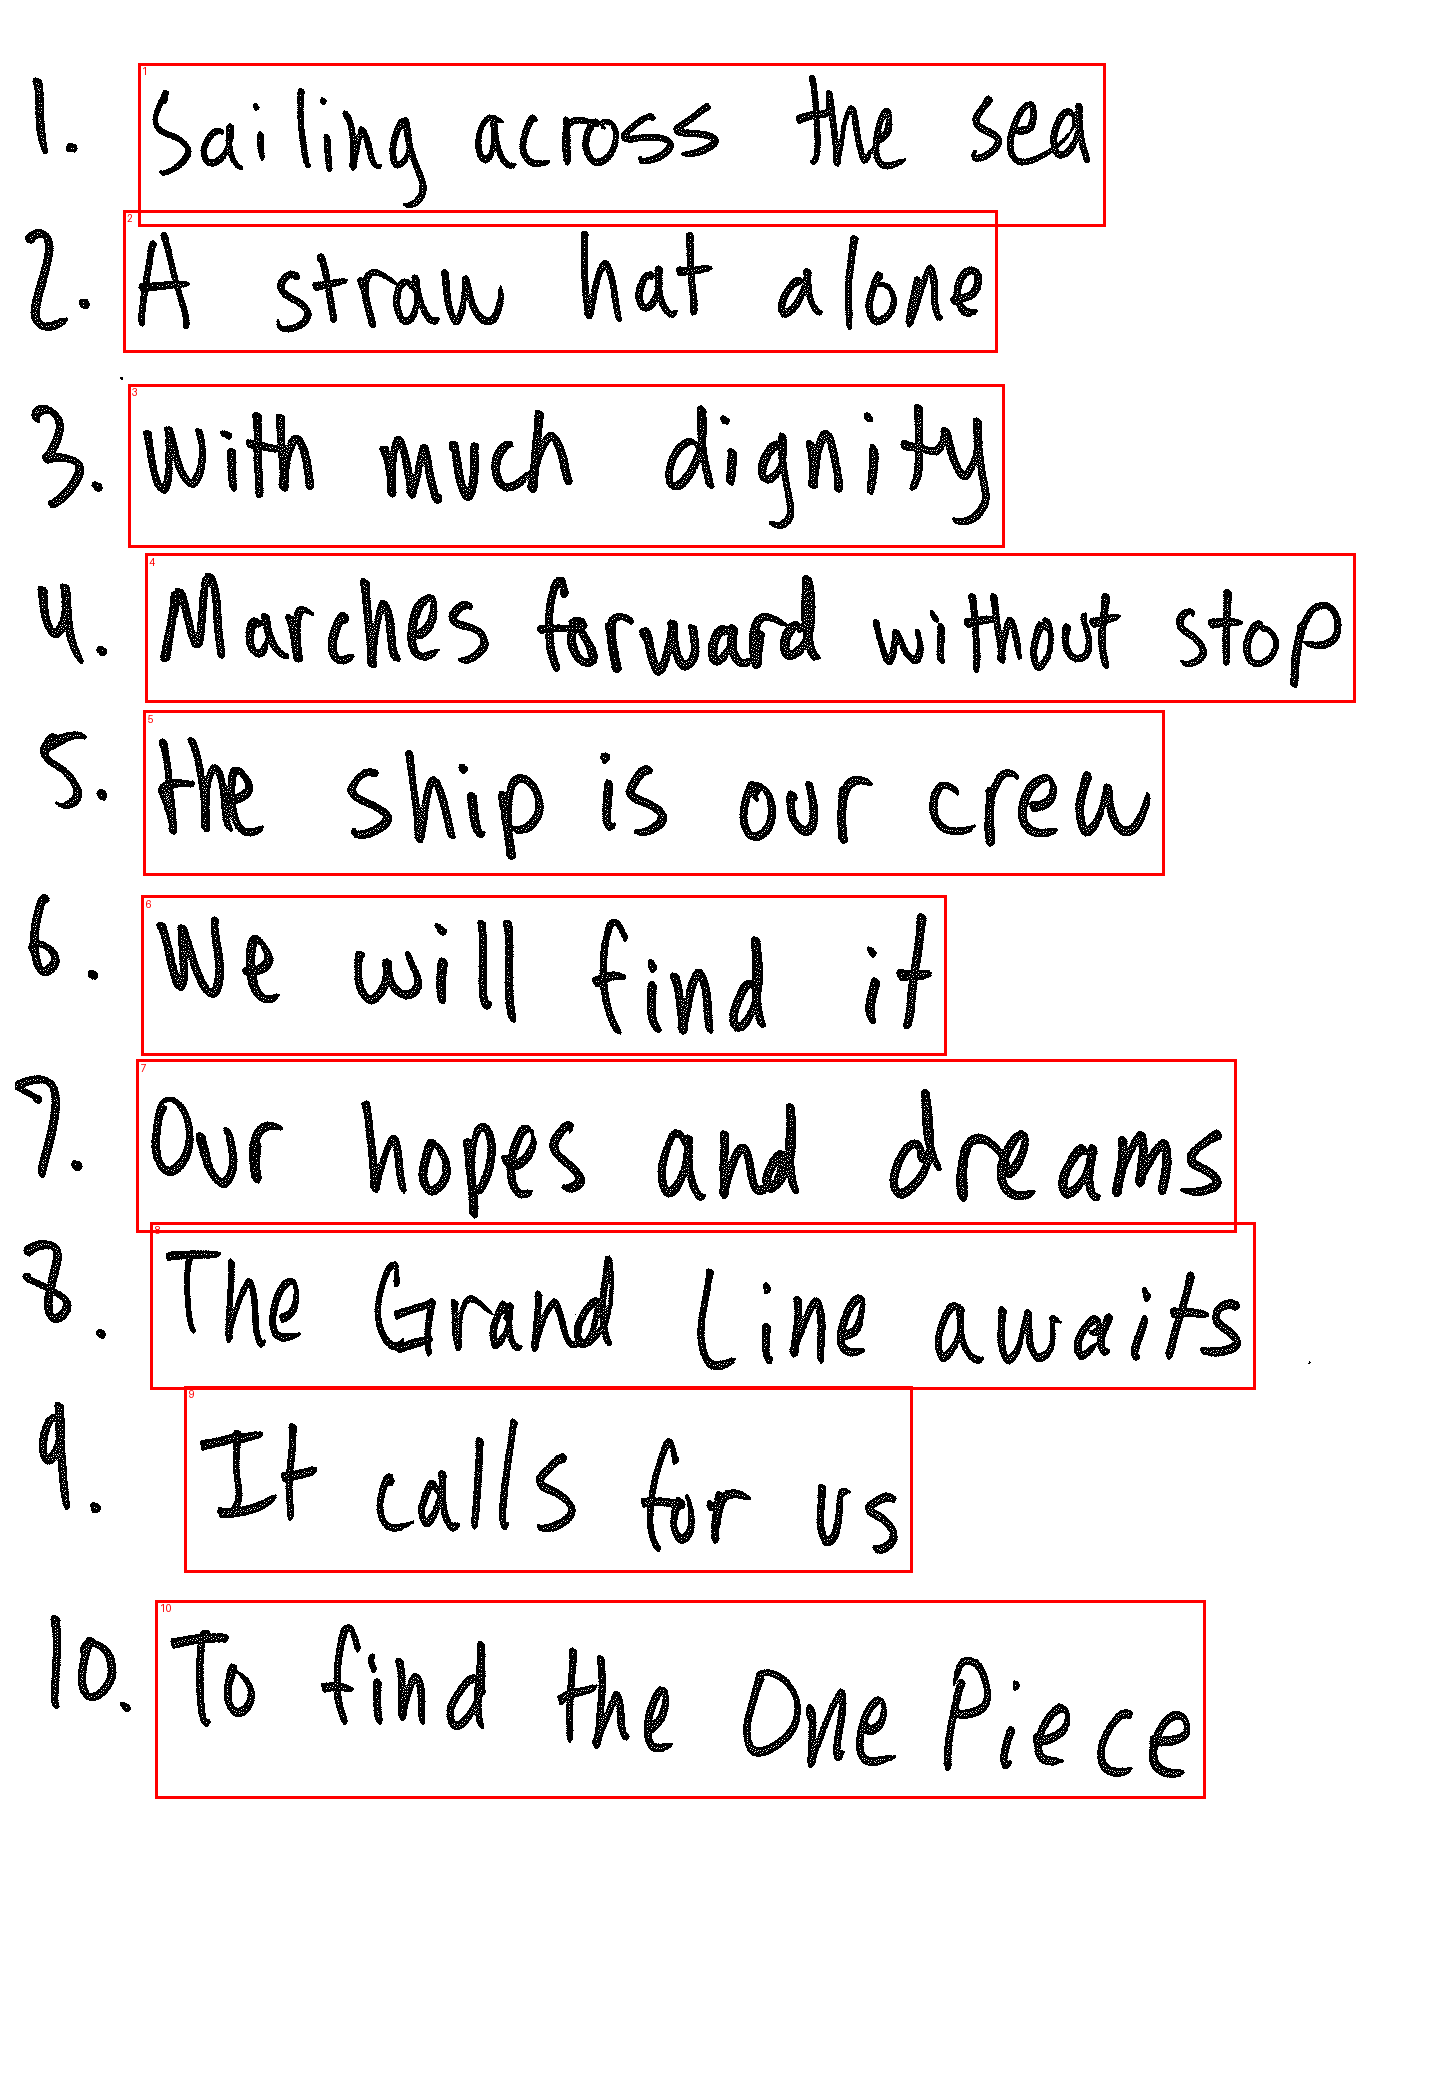 1. Sailing across the sea
2. A straw hat alone
3. with much dignity
4. Marches forward without stop
5. the ship is our crew
6. We will find it
7. Our hopes and dreams
8. The Grand Line awaits
9. It calls for us
10. To find the One Piece